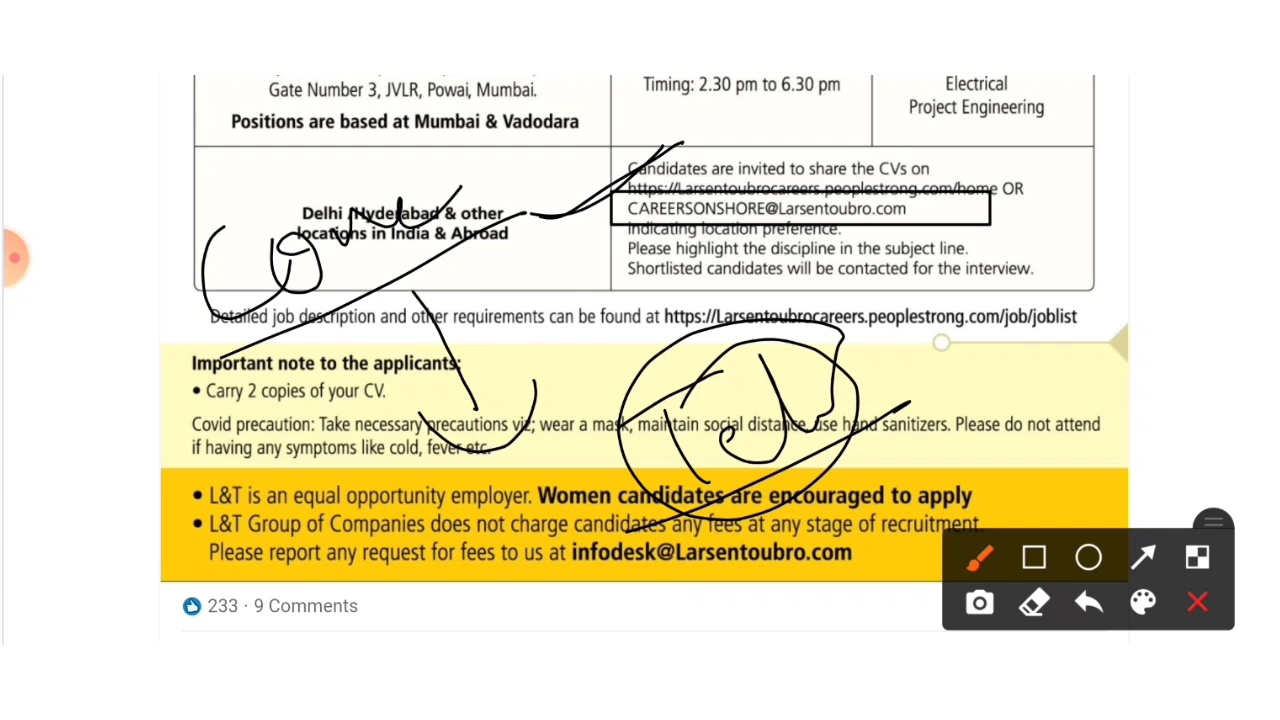 Gate Number 3, JVLR, Powai, Mumbai.
Positions are based at Mumbai & Vadodara
Timing: 2.30 pm to 6.30 pm
Electrical
Project Engineering
Delhi /Hyderabad & other
locations in India & Abroad
Candidates are invited to share the CVs on
https://Larsentoubrocareers.peoplestrong.com/home OR
CAREERSONSHORE@Larsentoubro.com
indicating location preference.
Please highlight the discipline in the subject line.
Shortlisted candidates will be contacted for the interview.
Detailed job description and other requirements can be found at https://Larsentoubrocareers.peoplestrong.com/job/joblist
Important note to the applicants:
• Carry 2 copies of your CV.
Covid precaution: Take necessary precautions viz; wear a mask, maintain social distance, use hand sanitizers. Please do not attend
if having any symptoms like cold, fever etc.
• L&T is an equal opportunity employer. Women candidates are encouraged to apply
• L&T Group of Companies does not charge candidates any fees at any stage of recruitment.
Please report any request for fees to us at infodesk@Larsentoubro.com
233 · 9 Comments